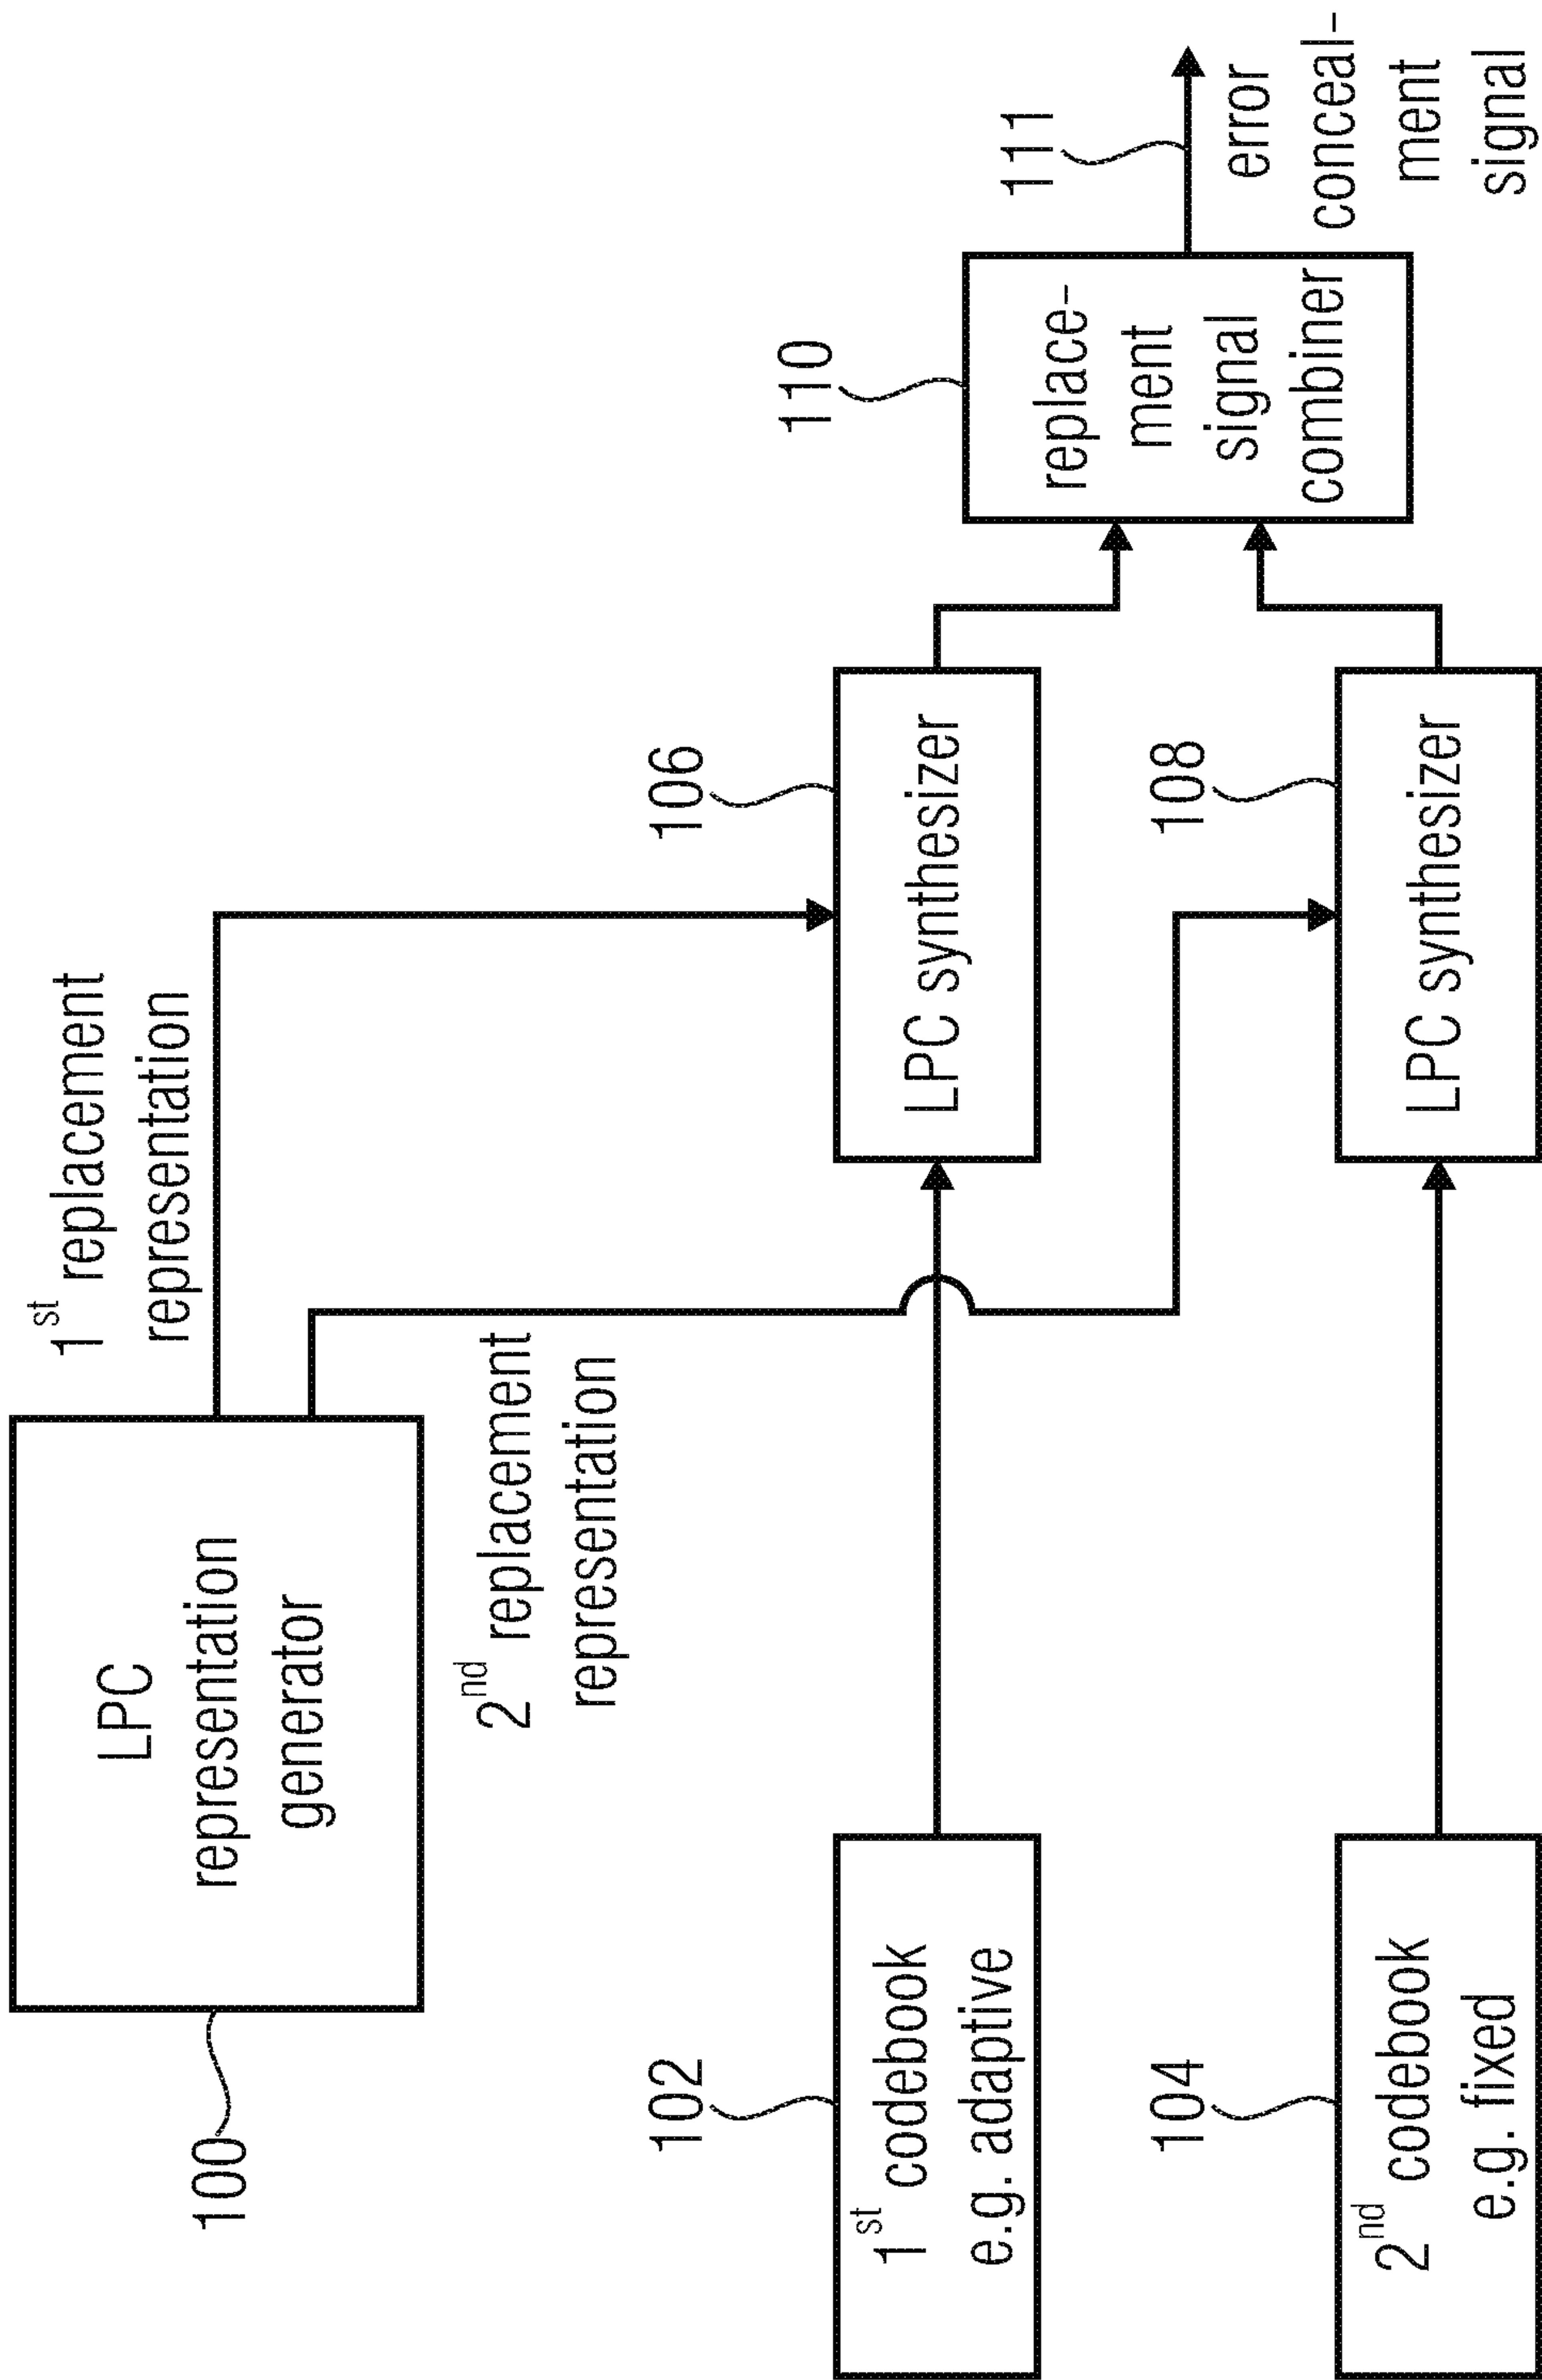 100
LPC
representation
generator
1st replacement
representation
2nd replacement
representation
102
1st codebook
e.g. adaptive
106
LPC synthesizer
110
replace-
ment
signal
combiner
111
error
conceal-
ment
signal
104
2nd codebook
e.g. fixed
108
LPC synthesizer